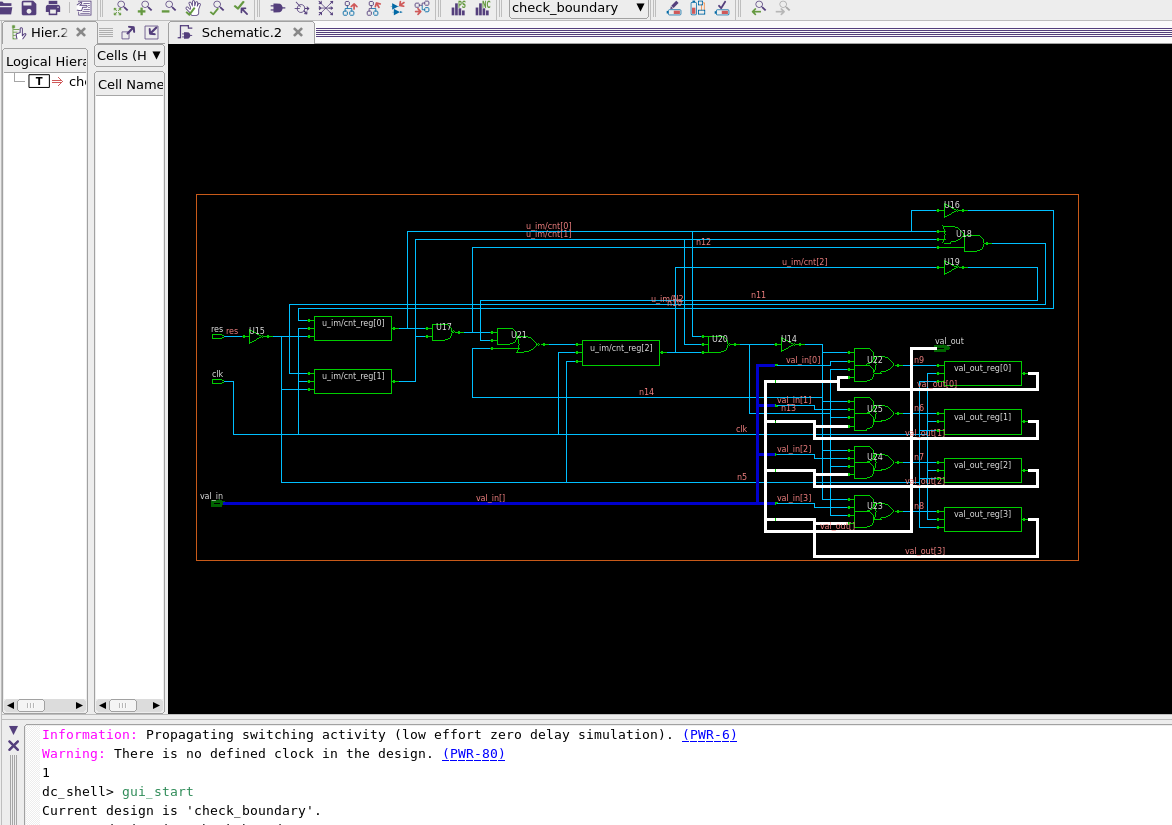 check_boundary
Hier.2
Schematic.2
Logical Hiera
Cells (H
T
Cell Name
U16
u_im/cnt[0]
u_im/cnt[1]
n12
U18
u_im/cnt[2]
U19
n11
res
res
U15
u_im/cnt_reg[0]
U17
U21
u_im/cnt_reg[2]
U20
U14
val_out
clk
u_im/cnt_reg[1]
val_in[0]
U22
n9
val_out_reg[0]
val_out[0]
n14
val_in[1]
n13
U25
n6
val_out_reg[1]
clk
val_out[1]
val_in[2]
U24
n7
val_out_reg[2]
n5
val_out[2]
val_in
val_in[]
val_in[3]
U23
n8
val_out_reg[3]
val_out[3]
Information: Propagating switching activity (low effort zero delay simulation). (PWR-6)
Warning: There is no defined clock in the design. (PWR-80)
1
dc_shell> gui_start
Current design is 'check_boundary'.